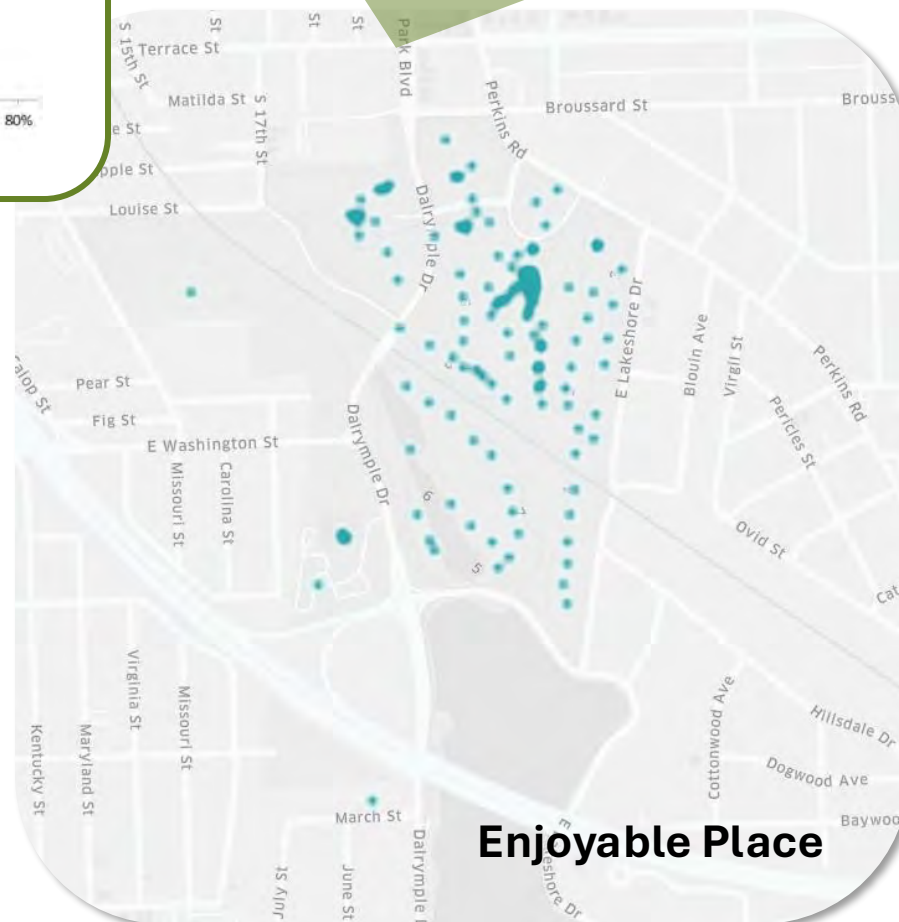 80%
St
St
St
S 15th St
Terrace St
Park Blvd
Matilda St
S 17th St
Perkins Rd
Broussard St
Louise St
Dalrymple Dr
E Lakeshore Dr
Blouin Ave
Virgil St
Perkins Rd
Pear St
Pericles St
Fig St
E Washington St
Dalrymple Dr
Missouri St
Carolina St
6
7
5
Ovid St
Virginia St
Missouri St
Kentucky St
Maryland St
Cottonwood Ave
Hillsdale Dr
Dogwood Ave
March St
Enjoyable Place
Dalrymple
July St
June St